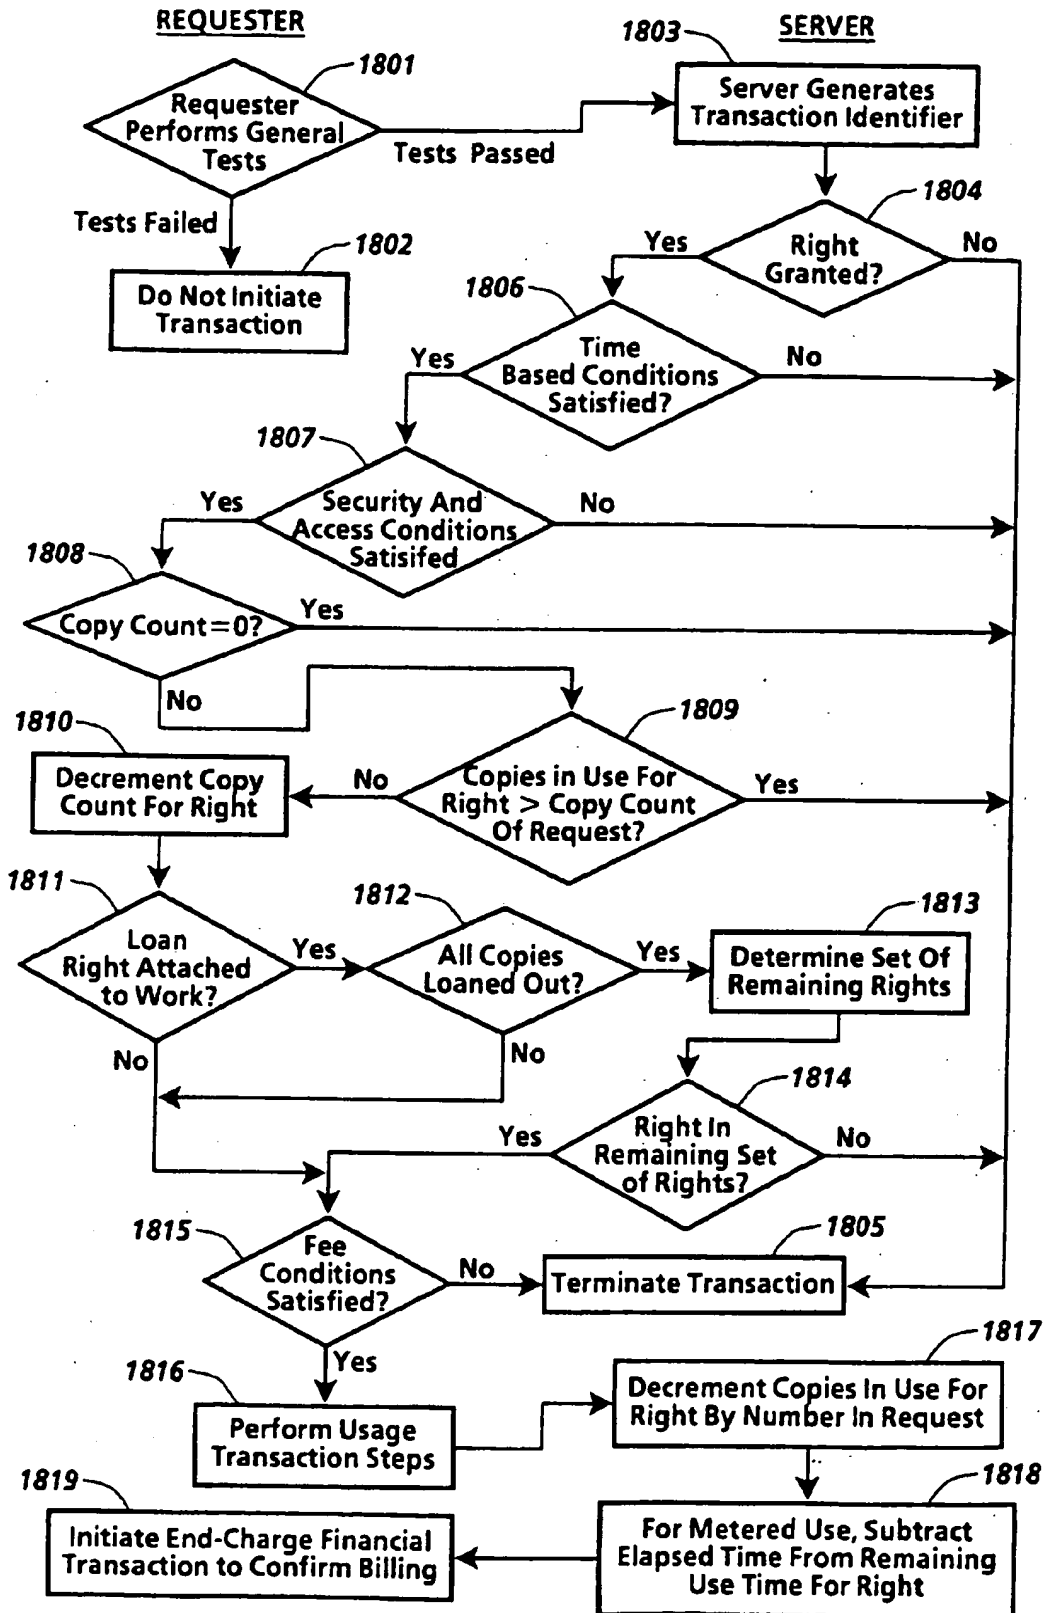 REQUESTER
SERVER
1801
1803
Requester
Performs General
Tests
Tests Passed
Server Generates
Transaction Identifier
Tests Failed
1802
Do Not Initiate
Transaction
1804
Right
Granted?
Yes
No
1806
Time
Based Conditions
Satisfied?
Yes
No
1807
Security And
Access Conditions
Satisifed
Yes
No
1808
Copy Count=0?
Yes
No
1809
Copies in Use For
Right > Copy Count
Of Request?
No
Yes
1810
Decrement Copy
Count For Right
1811
Loan
Right Attached
to Work?
Yes
No
1812
All Copies
Loaned Out?
Yes
No
1813
Determine Set Of
Remaining Rights
1814
Right In
Remaining Set
of Rights?
Yes
No
1815
Fee
Conditions
Satisfied?
No
Yes
1805
Terminate Transaction
1816
Perform Usage
Transaction Steps
1817
Decrement Copies In Use For
Right By Number In Request
1818
For Metered Use, Subtract
Elapsed Time From Remaining
Use Time For Right
1819
Initiate End-Charge Financial
Transaction to Confirm Billing